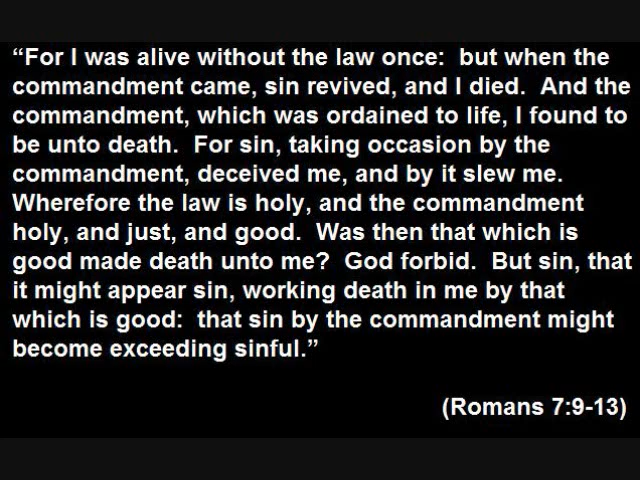 “For I was alive without the law once:  but when the
commandment came, sin revived, and I died.  And the
commandment, which was ordained to life, I found to
be unto death.  For sin, taking occasion by the
commandment, deceived me, and by it slew me.
Wherefore the law is holy, and the commandment
holy, and just, and good.  Was then that which is
good made death unto me?  God forbid.  But sin, that
it might appear sin, working death in me by that
which is good:  that sin by the commandment might
become exceeding sinful.”
(Romans 7:9-13)